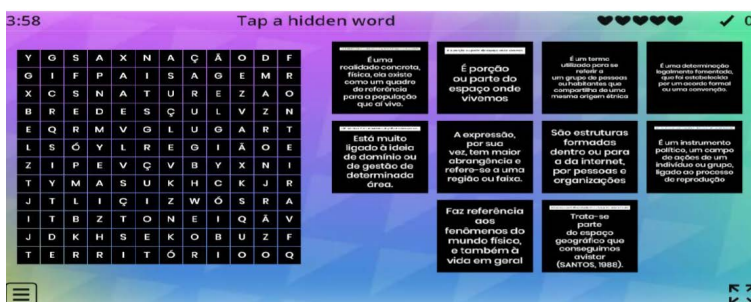 3:58
Tap a hidden word
0
Y G S A X N A Ç Ã O D F
G I F P A I S A G E M R
X C S N A T U R E Z A O
B R E D E S Ç U L V Z N
E Q R M V G L U G A R T
L S Ó Y L R E G I Ã O E
Z I P E V Ç V B Y X N I
T Y M A S U K H C K J R
J T L I Ç I Z W Ó S R A
I T B Z T O N E I Q Ã V
J D K H S E K O B U Z F
T E R R I T Ó R I O O Q
É uma
realidade concreta,
física, ela existe
como um quadro
de referência
para a população
que ai vive.
É porção
ou parte do
espaço onde
vivemos
É um termo
utilizado para se
referir a
um grupo de pessoas
ou habitantes que
compartilha de uma
mesma origem étnica
É uma determinação
legalmente fomentada,
que foi estabelecida
por um acordo formal
ou uma convenção.
Está muito
ligado à ideia
de domínio ou
de gestão de
determinada
área.
A expressão,
por sua
vez, tem maior
abrangência e
refere-se a uma
região ou faixa.
São estruturas
formadas
dentro ou para
a da internet,
por pessoas e
organizações
É um instrumento
político, um campo
de ações de um
indivíduo ou grupo,
ligado ao processo
de reprodução
Faz referência
aos
fenômenos do
mundo físico,
e também à
vida em geral
Trata-se
parte
do espaço
geográfico que
conseguimos
avistar
(SANTOS, 1988).